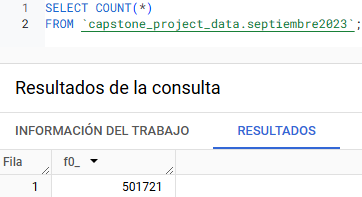 1 SELECT COUNT(*)
2 FROM `capstone_project_data.septiembre2023`;
Resultados de la consulta
INFORMACIÓN DEL TRABAJO RESULTADOS
Fila f0_
1 501721